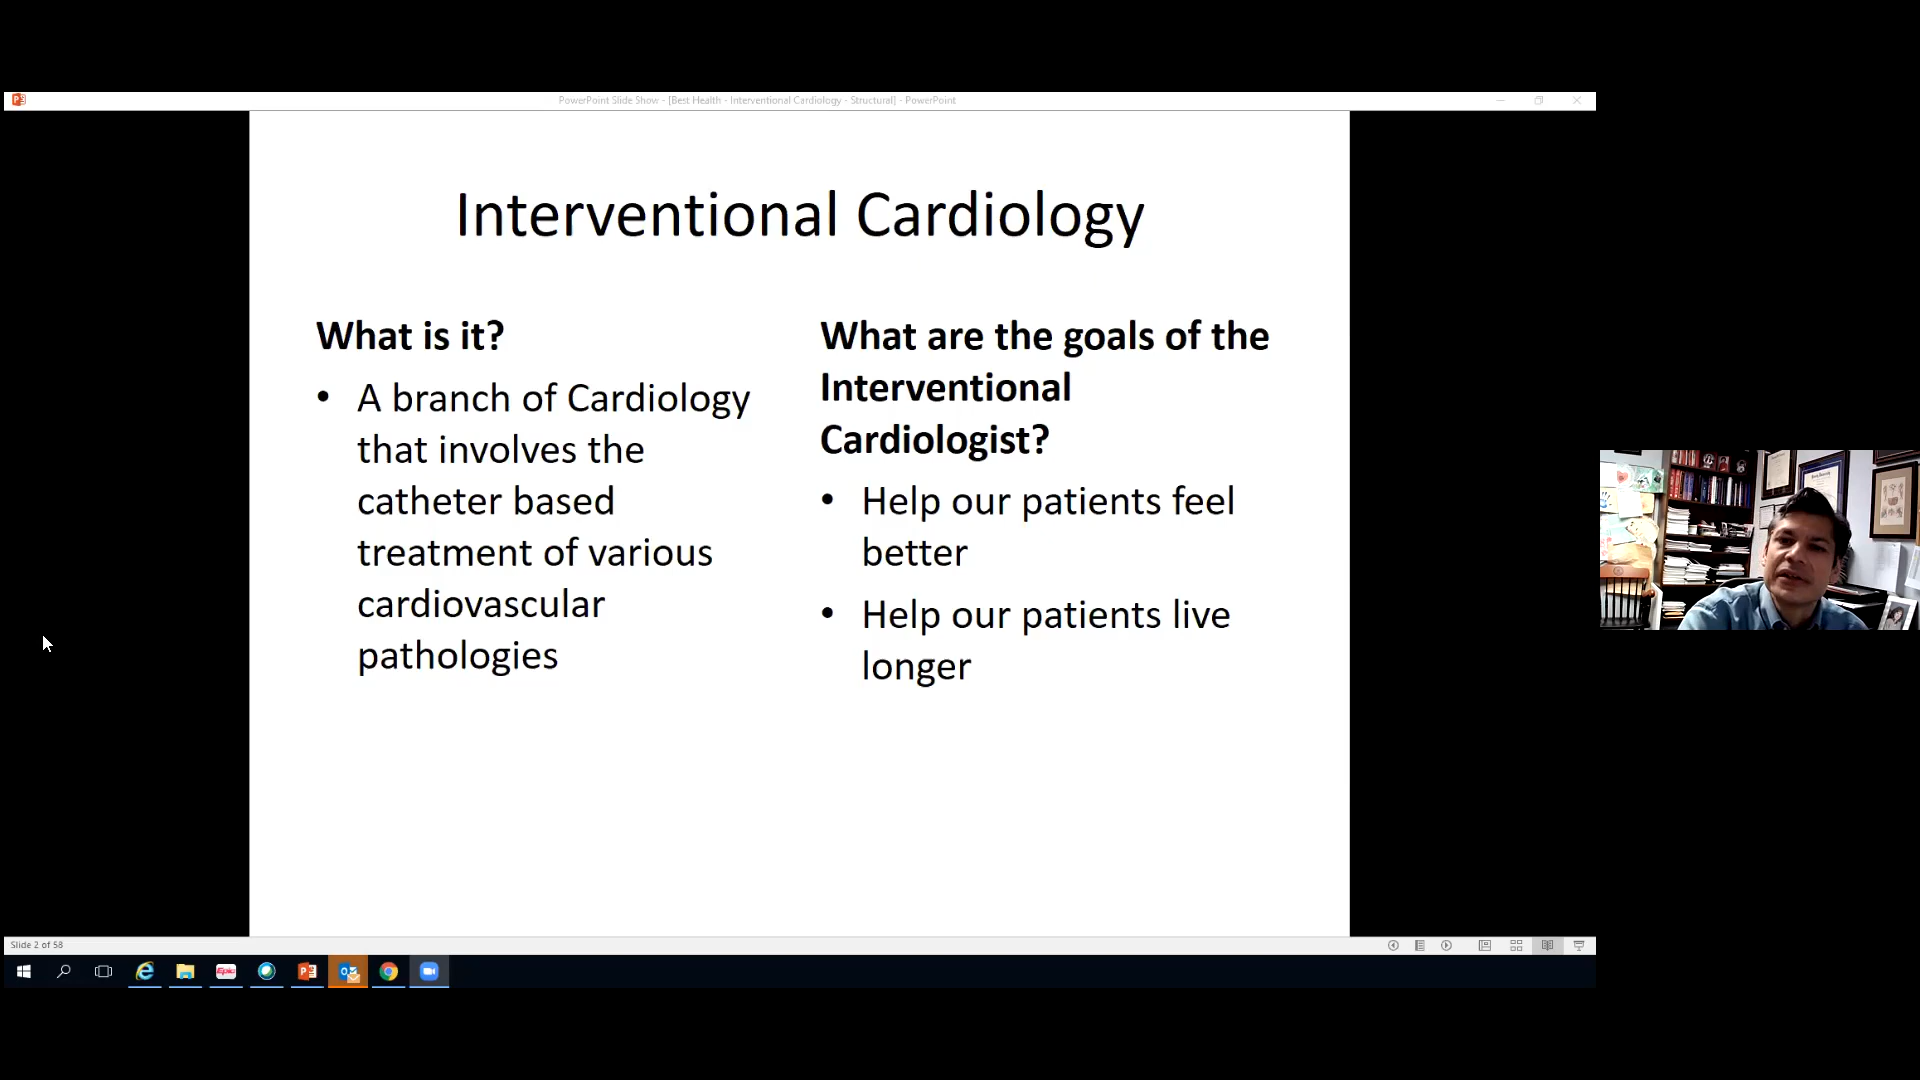 PowerPoint Slide Show - [Best Health - Interventional Cardiology - Structural] - PowerPoint
Interventional Cardiology
What is it?
• A branch of Cardiology
that involves the
catheter based
treatment of various
cardiovascular
pathologies
What are the goals of the
Interventional
Cardiologist?
• Help our patients feel
better
• Help our patients live
longer
Slide 2 of 58
Epic